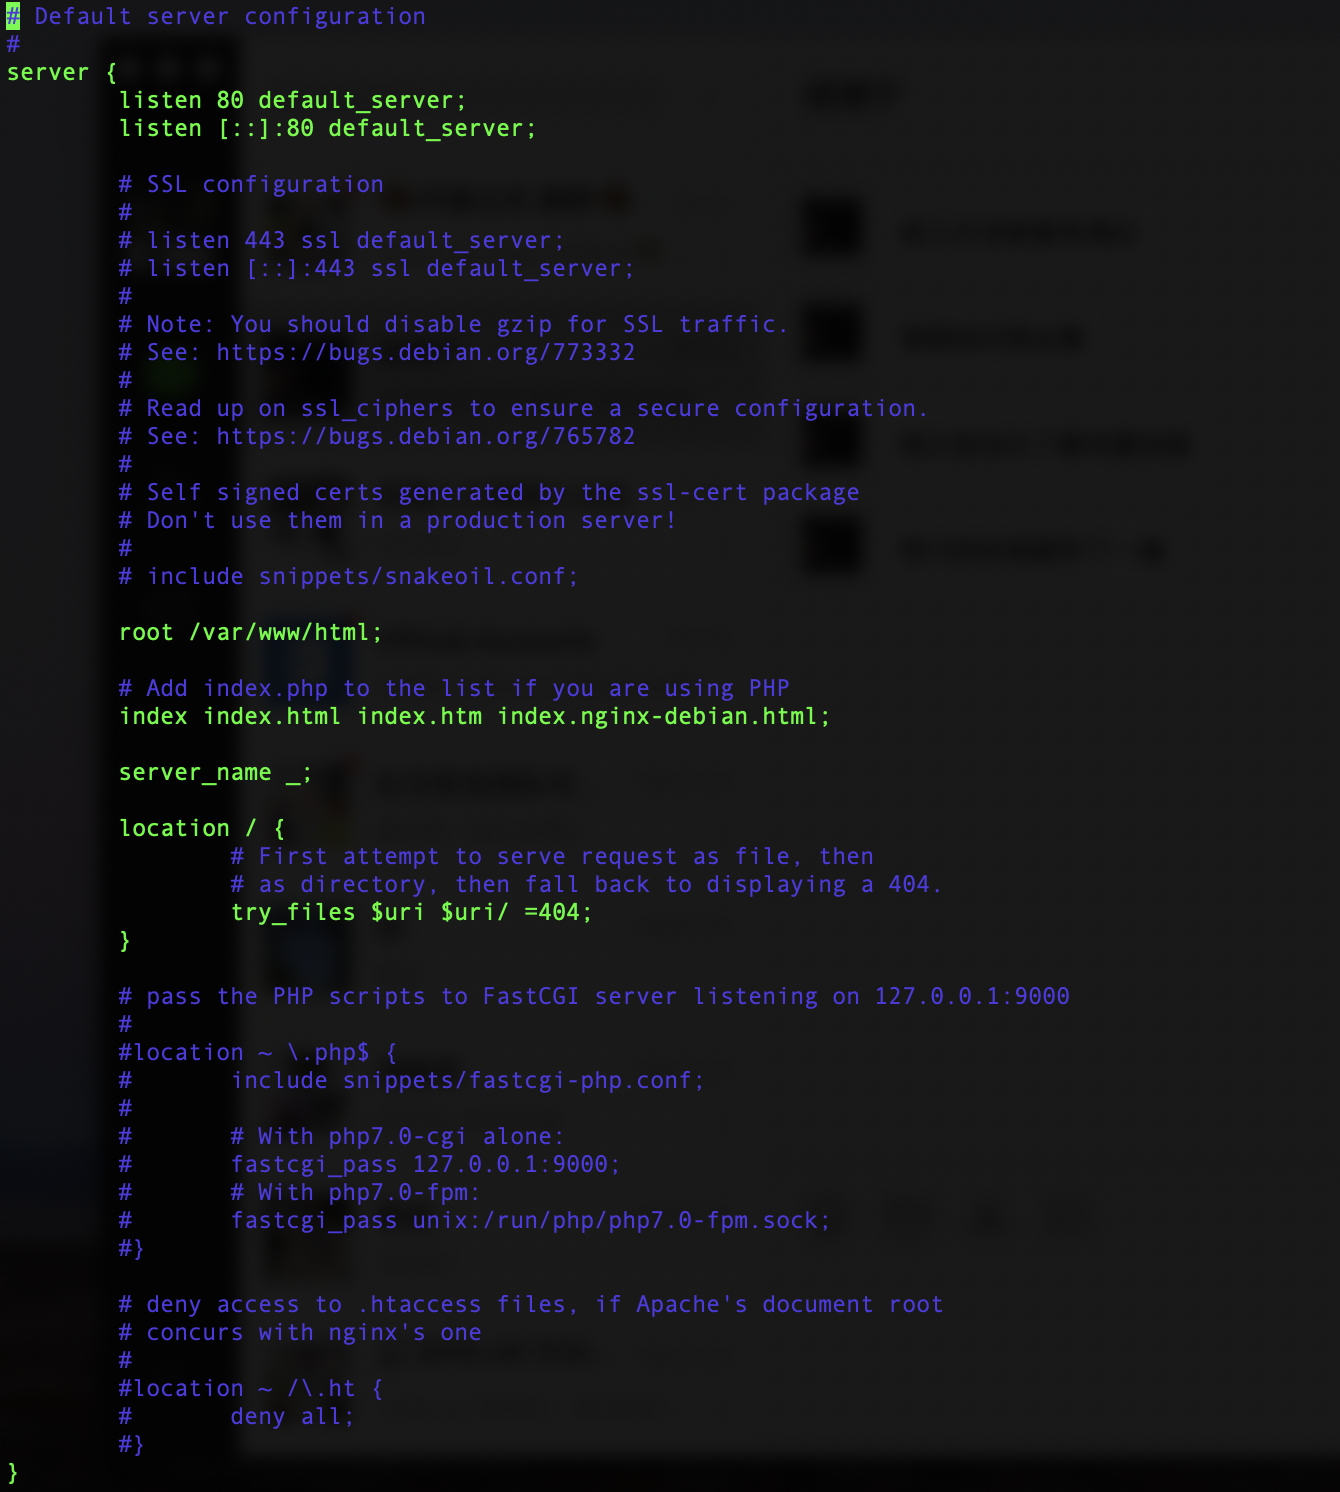 # Default server configuration
#
server {
listen 80 default_server;
listen [::]:80 default_server;
# SSL configuration
#
# listen 443 ssl default_server;
# listen [::]:443 ssl default_server;
#
# Note: You should disable gzip for SSL traffic.
# See: https://bugs.debian.org/773332
#
# Read up on ssl_ciphers to ensure a secure configuration.
# See: https://bugs.debian.org/765782
#
# Self signed certs generated by the ssl-cert package
# Don't use them in a production server!
#
# include snippets/snakeoil.conf;
root /var/www/html;
# Add index.php to the list if you are using PHP
index index.html index.htm index.nginx-debian.html;
server_name _;
location / {
# First attempt to serve request as file, then
# as directory, then fall back to displaying a 404.
try_files $uri $uri/ =404;
}
# pass the PHP scripts to FastCGI server listening on 127.0.0.1:9000
#
#location ~ \.php$ {
#       include snippets/fastcgi-php.conf;
#
#       # With php7.0-cgi alone:
#       fastcgi_pass 127.0.0.1:9000;
#       # With php7.0-fpm:
#       fastcgi_pass unix:/run/php/php7.0-fpm.sock;
#}
# deny access to .htaccess files, if Apache's document root
# concurs with nginx's one
#
#location ~ /\.ht {
#       deny all;
#}
}